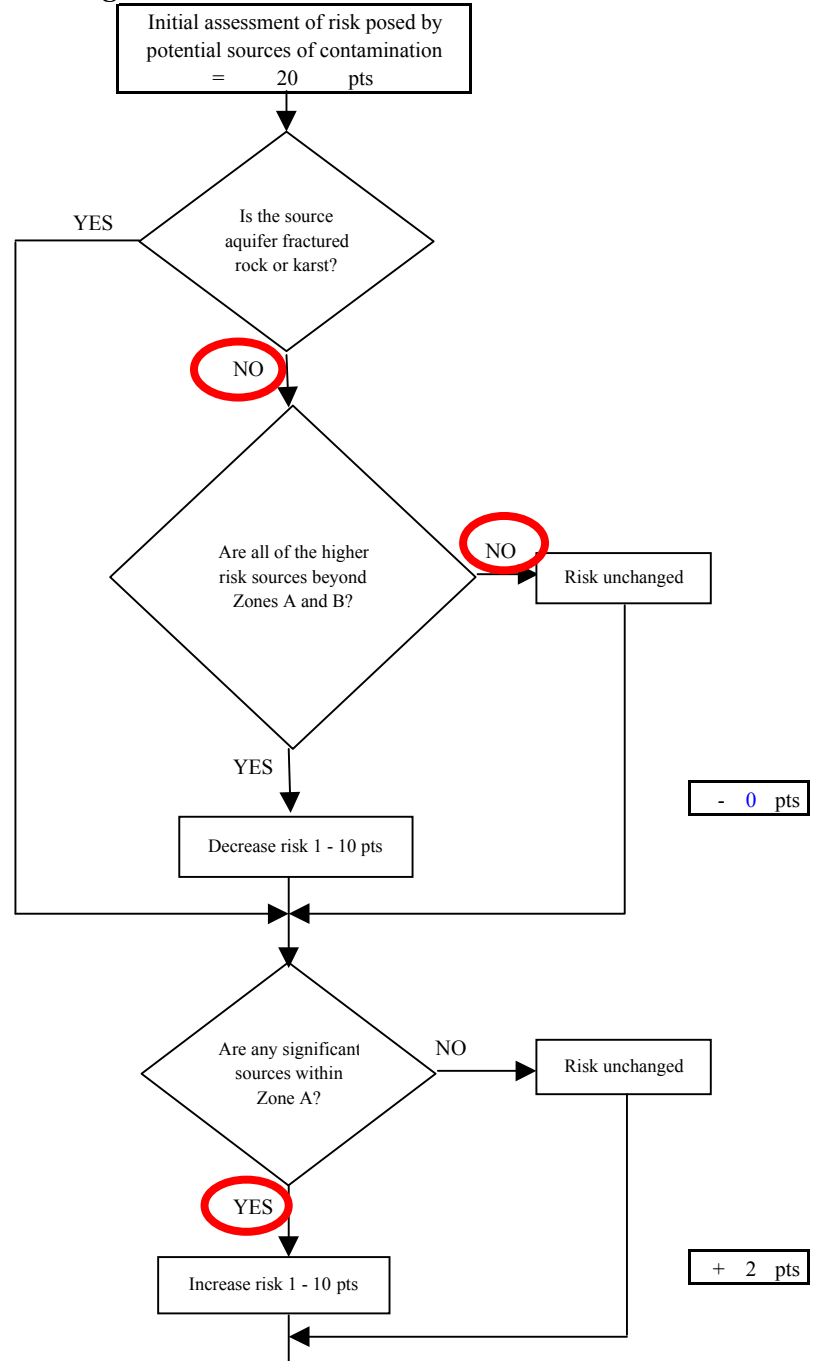 Initial assessment of risk posed by
potential sources of contamination
= 20 pts
YES
Is the source
aquifer fractured
rock or karst?
NO
Are all of the higher
risk sources beyond
Zones A and B?
NO
Risk unchanged
YES
- 0 pts
Decrease risk 1 - 10 pts
Are any significant
sources within
Zone A?
NO
Risk unchanged
YES
+ 2 pts
Increase risk 1 - 10 pts